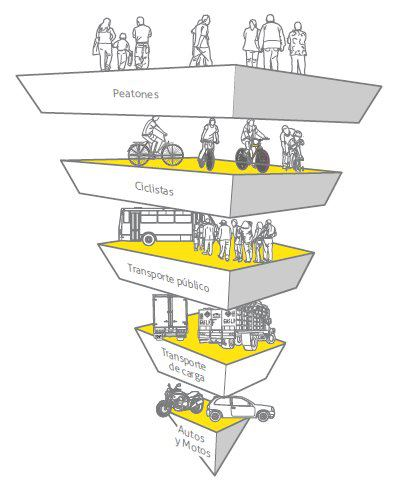 Peatones
Ciclistas
Transporte público
Transporte
de carga
Autos
y Motos